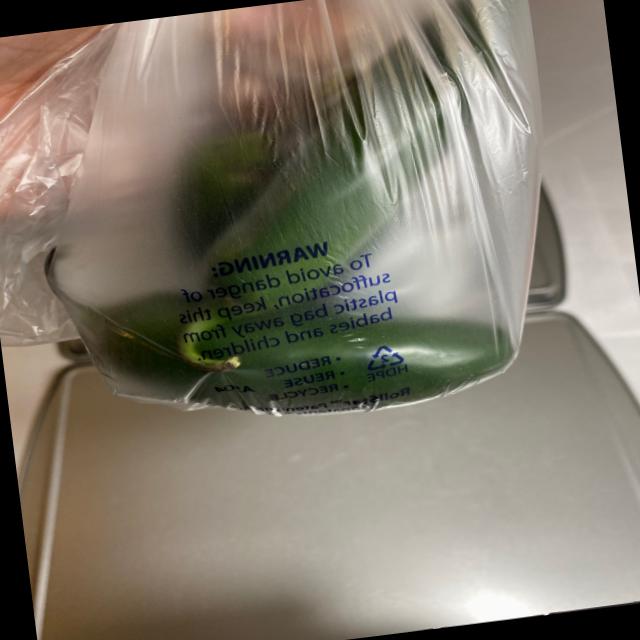 WARNING:
To avoid danger of
suffocation, keep this
plastic bag away from
babies and children.
• REDUCE
• REUSE
• RECYCLE
HDPE